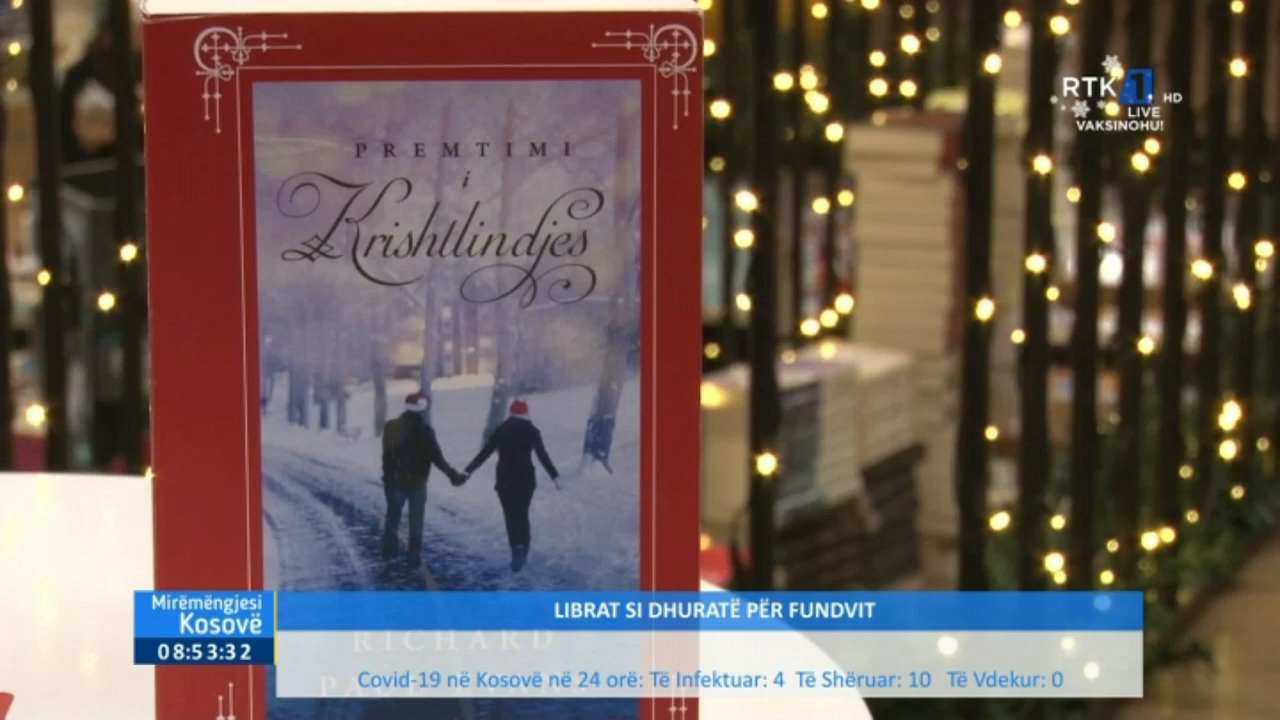 PREMTIMI
i
Krishtlindjes
RTK 1 HD
LIVE
VAKSINOHU!
Mirëmëngjesi
Kosovë
08:53:32
LIBRAT SI DHURATË PËR FUNDVIT
RICHARD
Covid-19 në Kosovë në 24 orë: Të Infektuar: 4 Të Shëruar: 10 Të Vdekur: 0